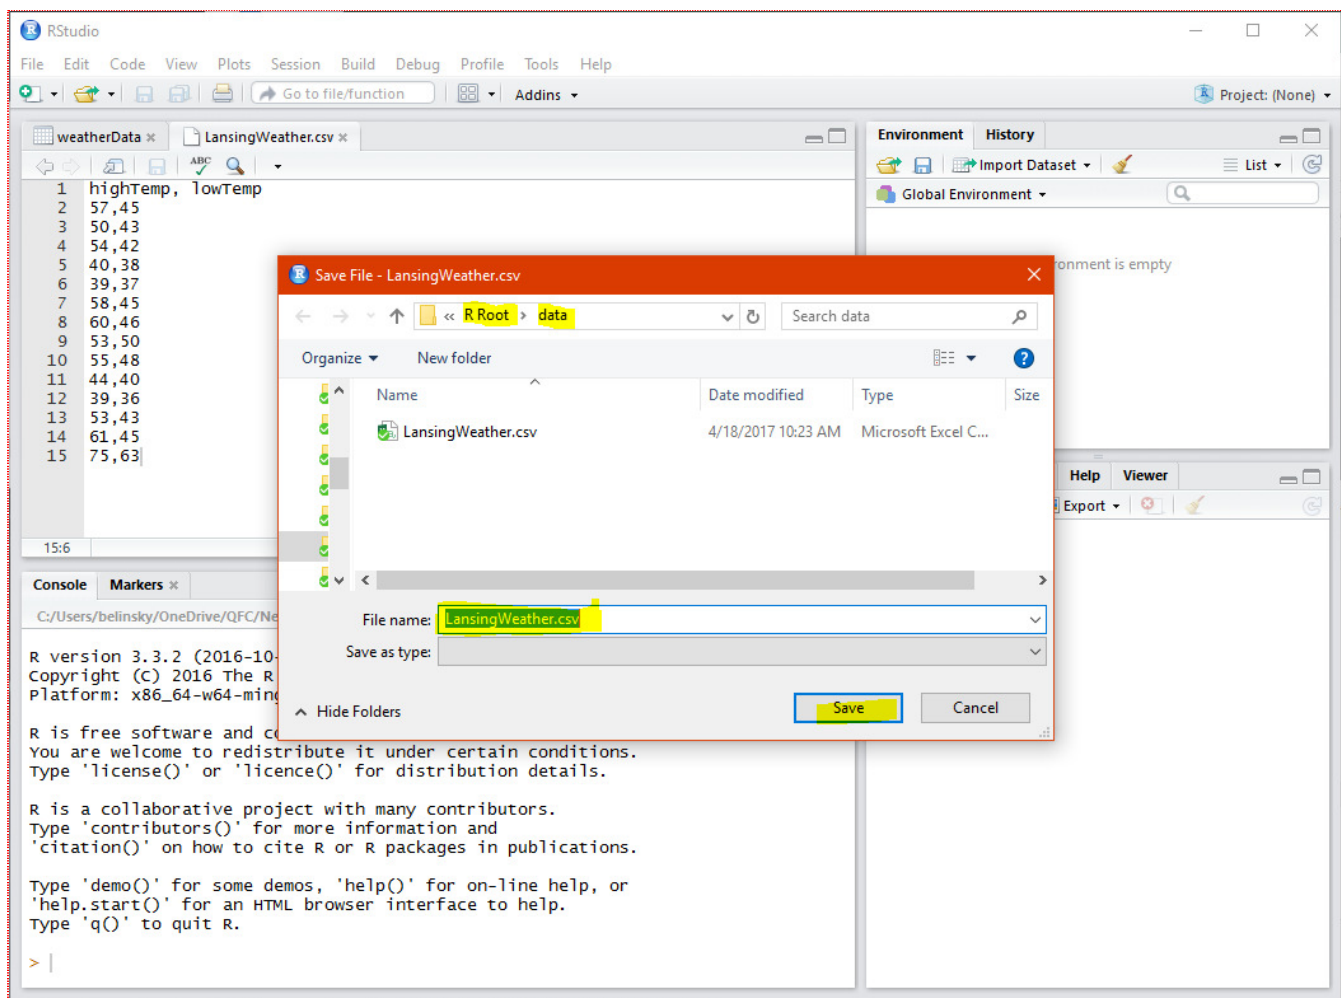 RStudio
File Edit Code View Plots Session Build Debug Profile Tools Help
Go to file/function Addins Project: (None)
weatherData LansingWeather.csv
ABC
1 highTemp, lowTemp
2 57,45
3 50,43
4 54,42
5 40,38
6 39,37
7 58,45
8 60,46
9 53,50
10 55,48
11 44,40
12 39,36
13 53,43
14 61,45
15 75,63
15:6
Environment History
Import Dataset List
Global Environment
ronment is empty
Help Viewer
Export
Save File - LansingWeather.csv
« R Root > data Search data
Organize New folder
Name Date modified Type Size
LansingWeather.csv 4/18/2017 10:23 AM Microsoft Excel C...
File name: LansingWeather.csv
Save as type:
Hide Folders Save Cancel
Console Markers
C:/Users/belinsky/OneDrive/QFC/Ne
R version 3.3.2 (2016-10-
Copyright (C) 2016 The R
Platform: x86_64-w64-ming
R is free software and co
You are welcome to redistribute it under certain conditions.
Type 'license()' or 'licence()' for distribution details.
R is a collaborative project with many contributors.
Type 'contributors()' for more information and
'citation()' on how to cite R or R packages in publications.
Type 'demo()' for some demos, 'help()' for on-line help, or
'help.start()' for an HTML browser interface to help.
Type 'q()' to quit R.
>